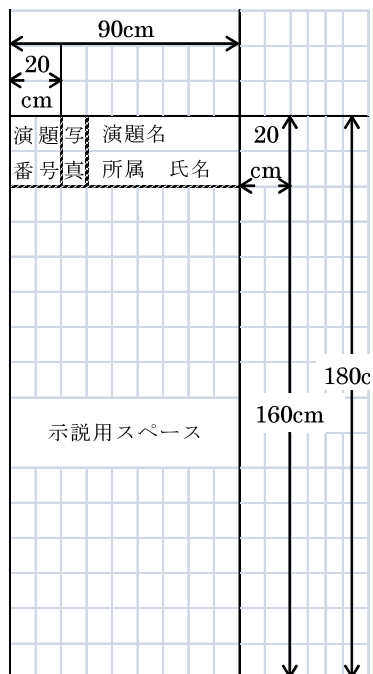 90cm
20
cm
演題 写 演題名
番号 真 所属　氏名
20
cm
180c
160cm
示説用スペース